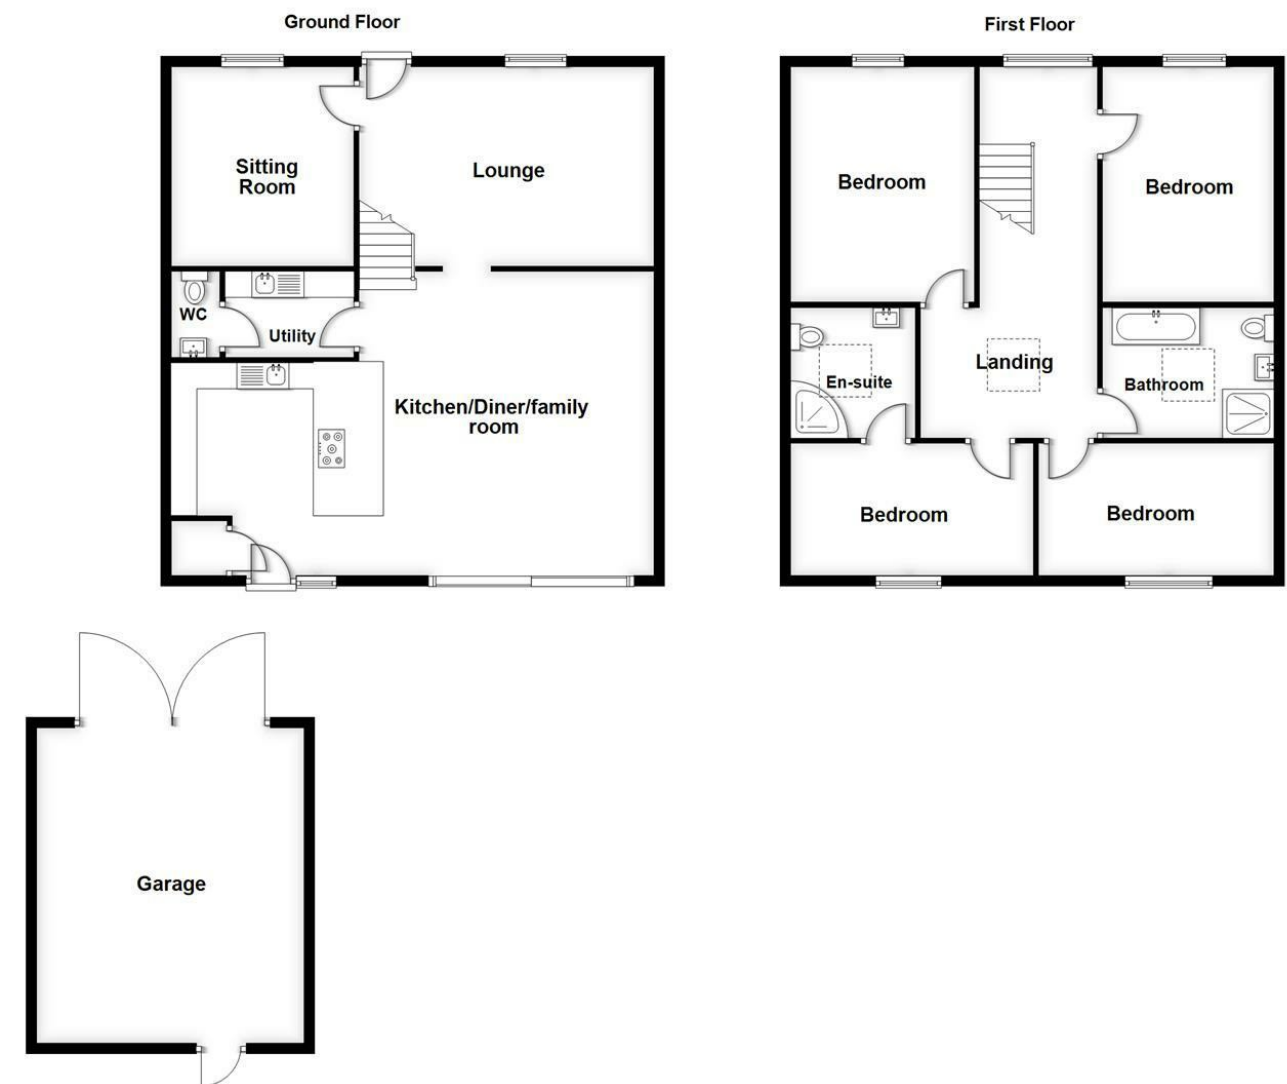 Ground Floor
Sitting
Room
Lounge
WC
Utility
Kitchen/Diner/family
room
First Floor
Bedroom
Bedroom
En-suite
Landing
Bathroom
Bedroom
Bedroom
Garage